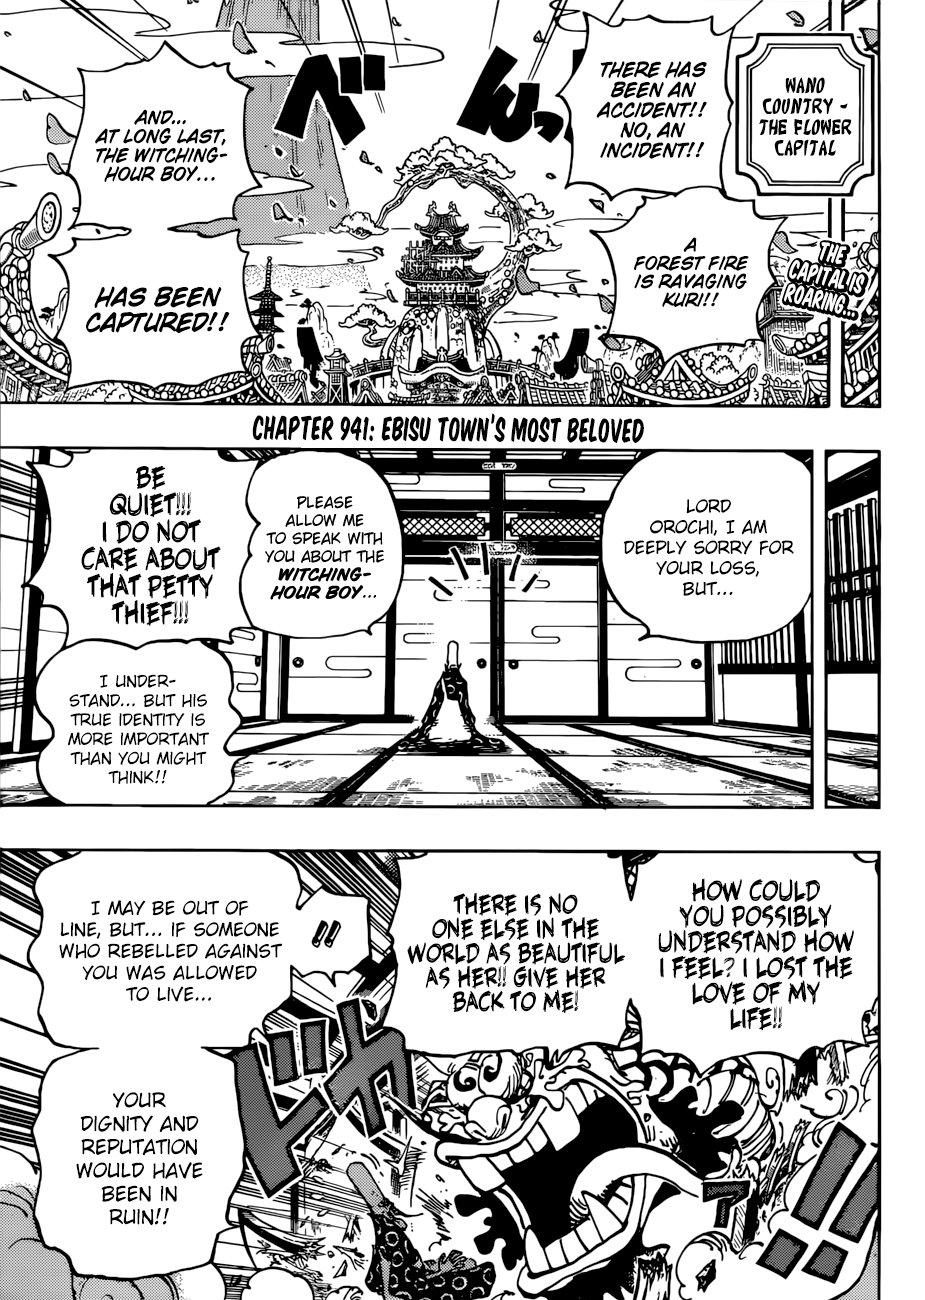 WANO
COUNTRY -
THE FLOWER
CAPITAL
THE
CAPITAL IS
ROARING...
THERE HAS
BEEN AN
ACCIDENT!!
NO, AN
INCIDENT!!
A
FOREST FIRE
IS RAVAGING
KURI!!
べんっ
AND...
AT LONG LAST,
THE WITCHING-
HOUR BOY...
HAS BEEN
CAPTURED!!
CHAPTER 941: EBISU TOWN'S MOST BELOVED
LORD
OROCHI, I AM
DEEPLY SORRY FOR
YOUR LOSS,
BUT...
PLEASE
ALLOW ME
TO SPEAK WITH
YOU ABOUT THE
WITCHING-
HOUR BOY...
BE
QUIET!!!
I DO NOT
CARE ABOUT
THAT PETTY
THIEF!!!
I UNDER-
STAND... BUT HIS
TRUE IDENTITY IS
MORE IMPORTANT
THAN YOU MIGHT
THINK!!
HOW COULD
YOU POSSIBLY
UNDERSTAND HOW
I FEEL? I LOST THE
LOVE OF MY
LIFE!!
THERE IS NO
ONE ELSE IN THE
WORLD AS BEAUTIFUL
AS HER!! GIVE HER
BACK TO ME!
ドカァ!!
I MAY BE OUT OF
LINE, BUT... IF SOMEONE
WHO REBELLED AGAINST
YOU WAS ALLOWED
TO LIVE...
!!
YOUR
DIGNITY AND
REPUTATION
WOULD HAVE
BEEN IN
RUIN!!